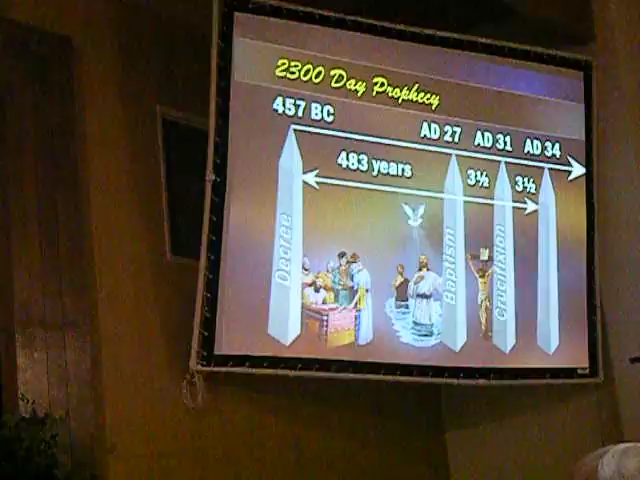 2300 Day Prophecy
457 BC
AD 27 AD 31 AD 34
483 years 3½ 3½
Decree
Baptism
crucifixion